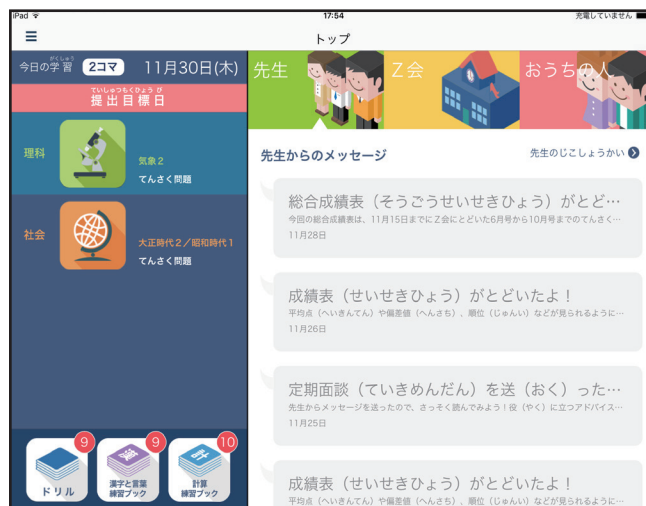 iPad
17:54
充電していません
トップ
今日の学習
がくしゅう
2コマ
11月30日(木)
ていしゅつもくひょう び
提出目標日
理科
気象2
てんさく問題
社会
大正時代2／昭和時代1
てんさく問題
9
ドリル
9
漢字と言葉
練習ブック
10
計算
練習ブック
先生
Z会
おうちの人
先生からのメッセージ
先生のじこしょうかい
総合成績表（そうごうせいせきひょう）がとど…
今回の総合成績表は、11月15日までにZ会にとどいた6月号から10月号までのてんさく…
11月28日
成績表（せいせきひょう）がとどいたよ！
平均点（へいきんてん）や偏差値（へんさち）、順位（じゅんい）などが見られるように…
11月26日
定期面談（ていきめんだん）を送（おく）った…
先生からメッセージを送ったので、さっそく読んでみよう！役（やく）に立つアドバイス…
11月25日
成績表（せいせきひょう）がとどいたよ！
平均点（へいきんてん）や偏差値（へんさち）、順位（じゅんい）などが見られるように…